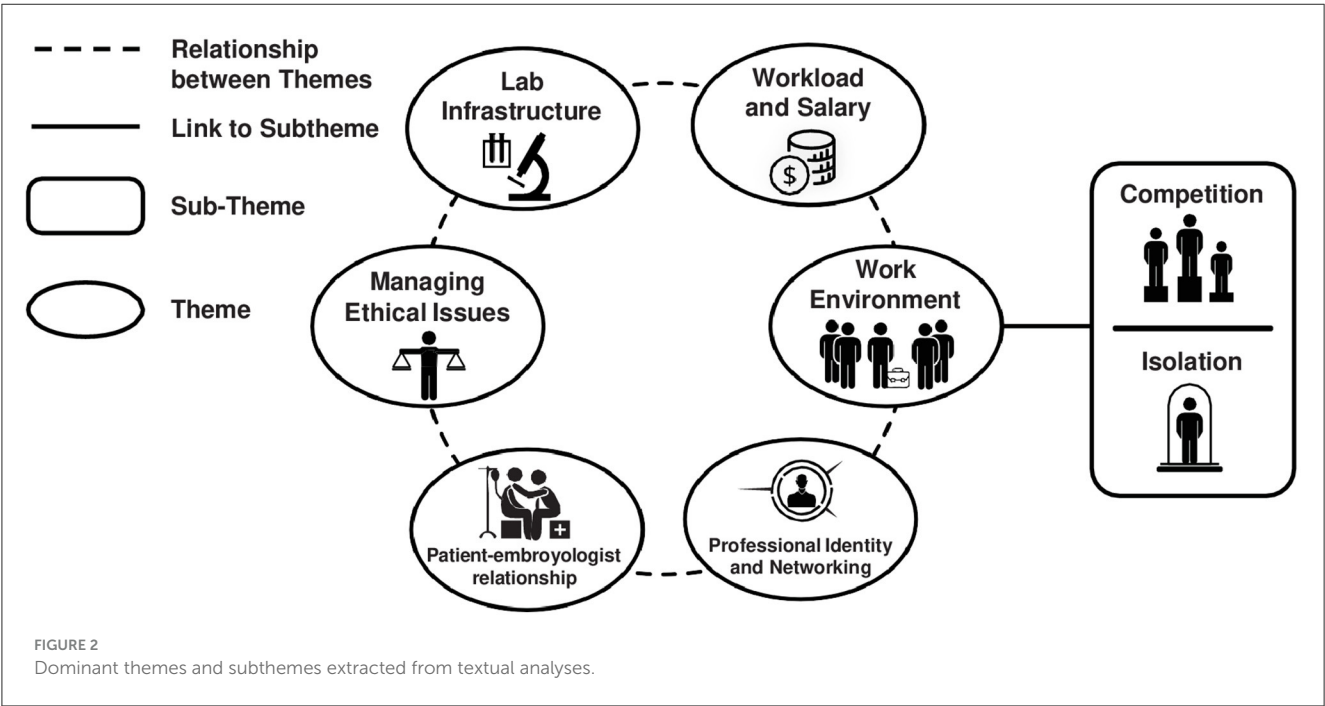 Relationship
between Themes
Link to Subtheme
Sub-Theme
Theme
Lab
Infrastructure
Workload
and Salary
$
Managing
Ethical Issues
Work
Environment
Competition
Isolation
Patient-embroyologist
relationship
Professional Identity
and Networking
FIGURE 2
Dominant themes and subthemes extracted from textual analyses.